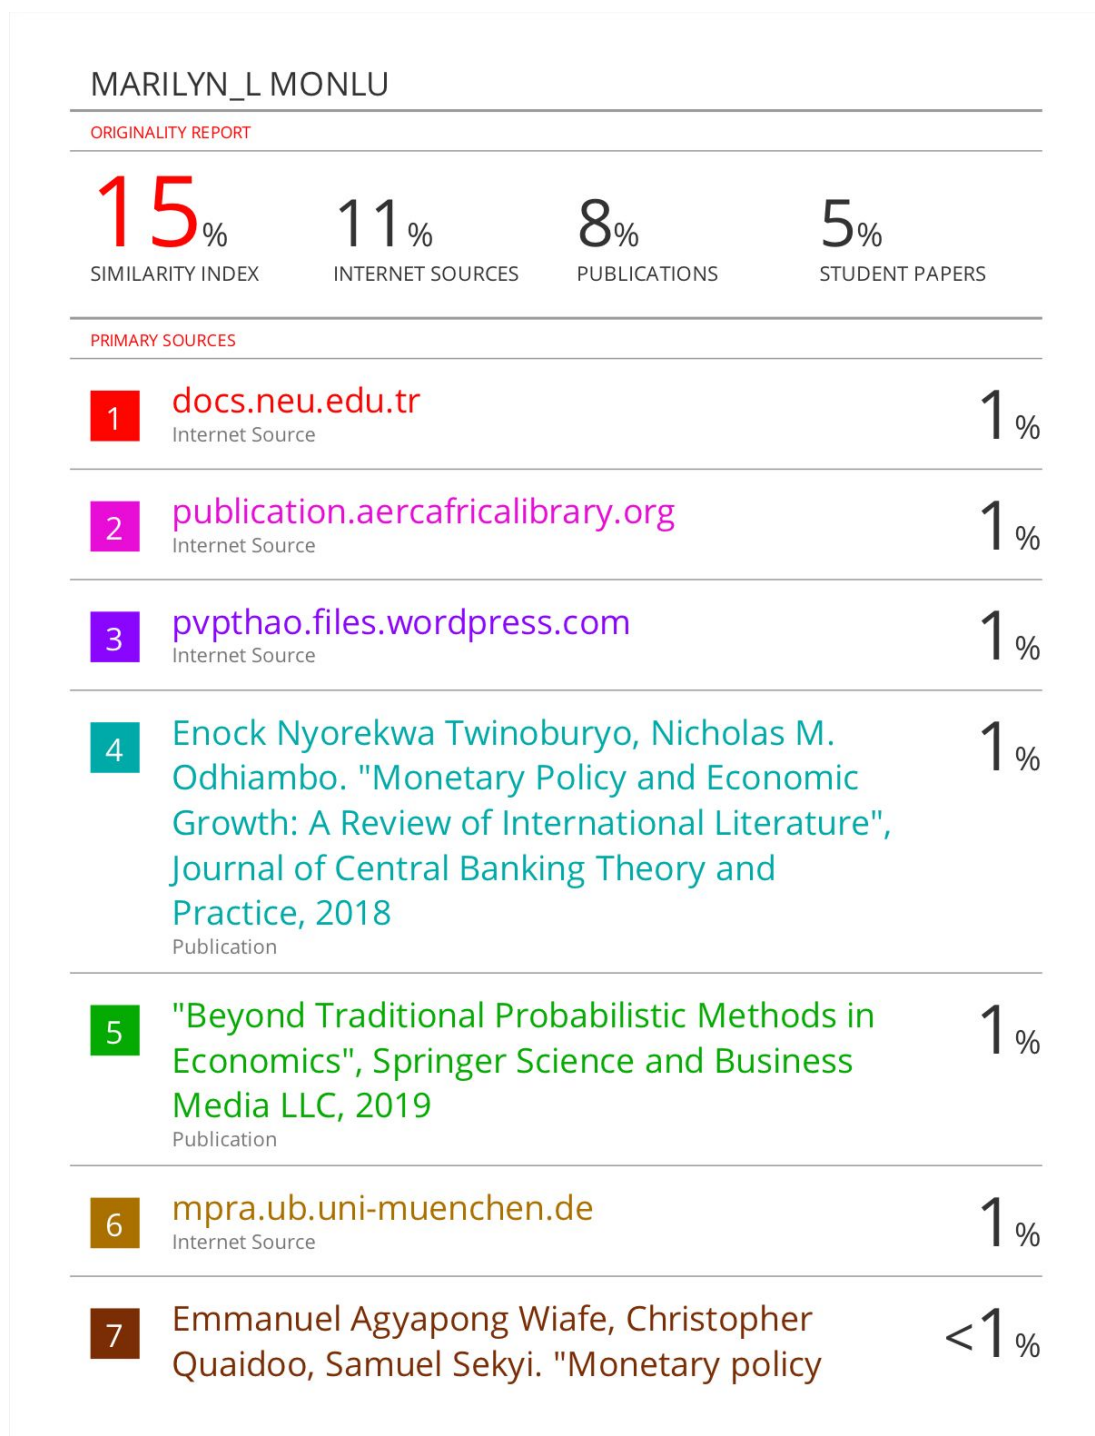 MARILYN_L MONLU
ORIGINALITY REPORT
15% 11% 8% 5%
SIMILARITY INDEX INTERNET SOURCES PUBLICATIONS STUDENT PAPERS
PRIMARY SOURCES
1 docs.neu.edu.tr 1%
Internet Source
2 publication.aercafricalibrary.org 1%
Internet Source
3 pvpthao.files.wordpress.com 1%
Internet Source
4 Enock Nyorekwa Twinoburyo, Nicholas M. 1%
Odhiambo. "Monetary Policy and Economic
Growth: A Review of International Literature",
Journal of Central Banking Theory and
Practice, 2018
Publication
5 "Beyond Traditional Probabilistic Methods in 1%
Economics", Springer Science and Business
Media LLC, 2019
Publication
6 mpra.ub.uni-muenchen.de 1%
Internet Source
7 Emmanuel Agyapong Wiafe, Christopher <1%
Quaidoo, Samuel Sekyi. "Monetary policy